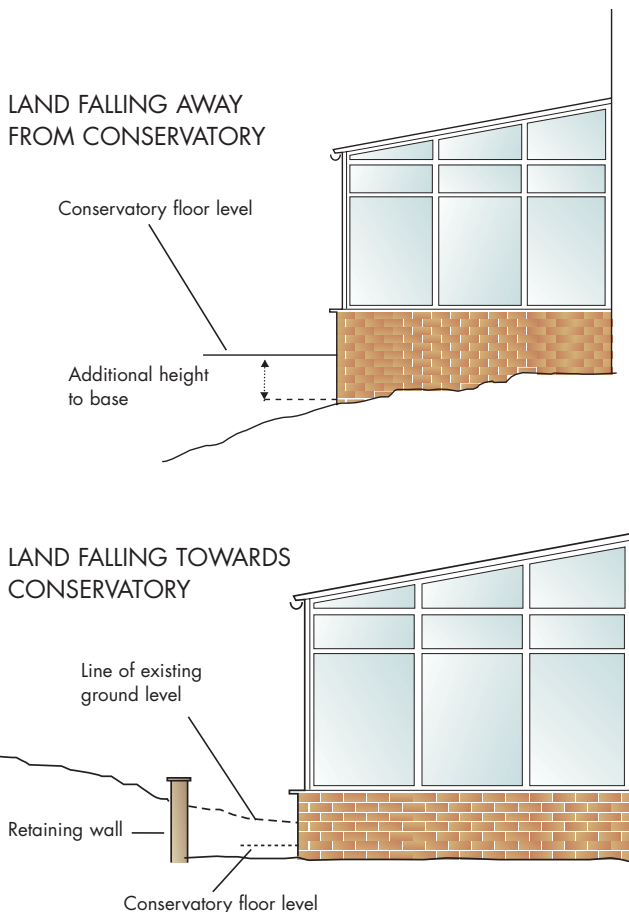 LAND FALLING AWAY
FROM CONSERVATORY
Conservatory floor level
Additional height
to base
LAND FALLING TOWARDS
CONSERVATORY
Line of existing
ground level
Retaining wall
Conservatory floor level